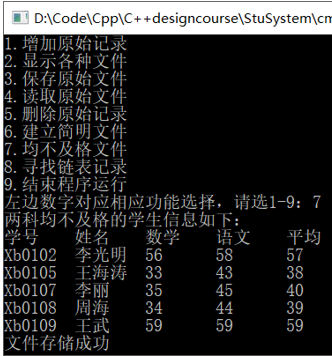 D:\Code\Cpp\C++designcourse\StuSystem\cm
1.增加原始记录
2.显示各种文件
3.保存原始文件
4.读取原始文件
5.删除原始记录
6.建立简明文件
7.均不及格文件
8.寻找链表记录
9.结束程序运行
左边数字对应相应功能选择，请选1-9：7
两科均不及格的学生信息如下：
学号 姓名 数学 语文 平均
Xb0102 李光明 56 58 57
Xb0105 王海涛 33 43 38
Xb0107 李丽 35 45 40
Xb0108 周海 34 44 39
Xb0109 王武 59 59 59
文件存储成功